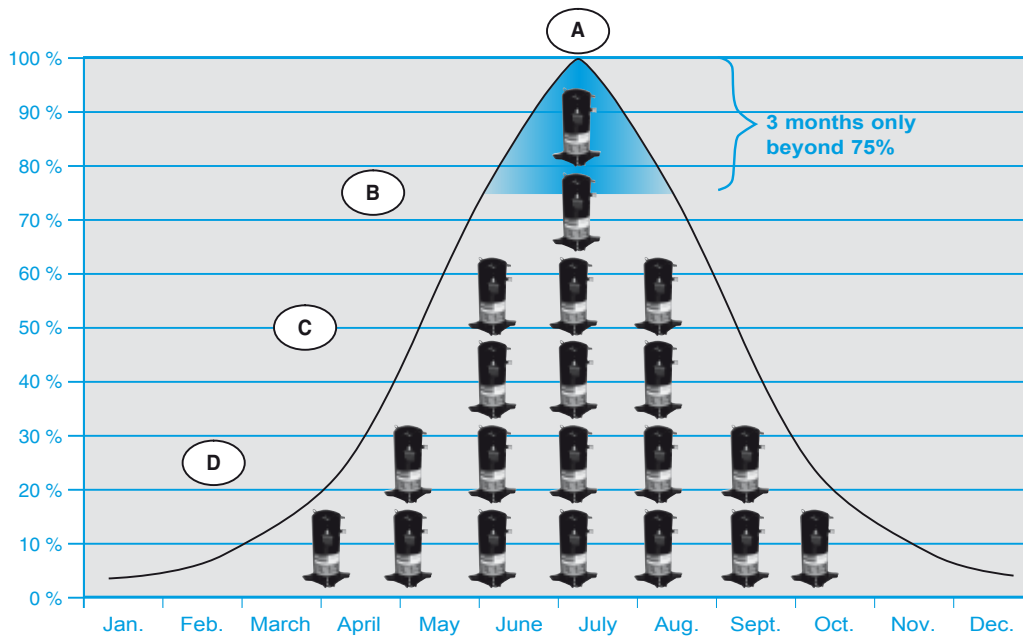 A
100 %
90 %
3 months only
beyond 75%
80 %
B
70 %
60 %
C
50 %
40 %
30 %
D
20 %
10 %
0 %
Jan. Feb. March April May June July Aug. Sept. Oct. Nov. Dec.